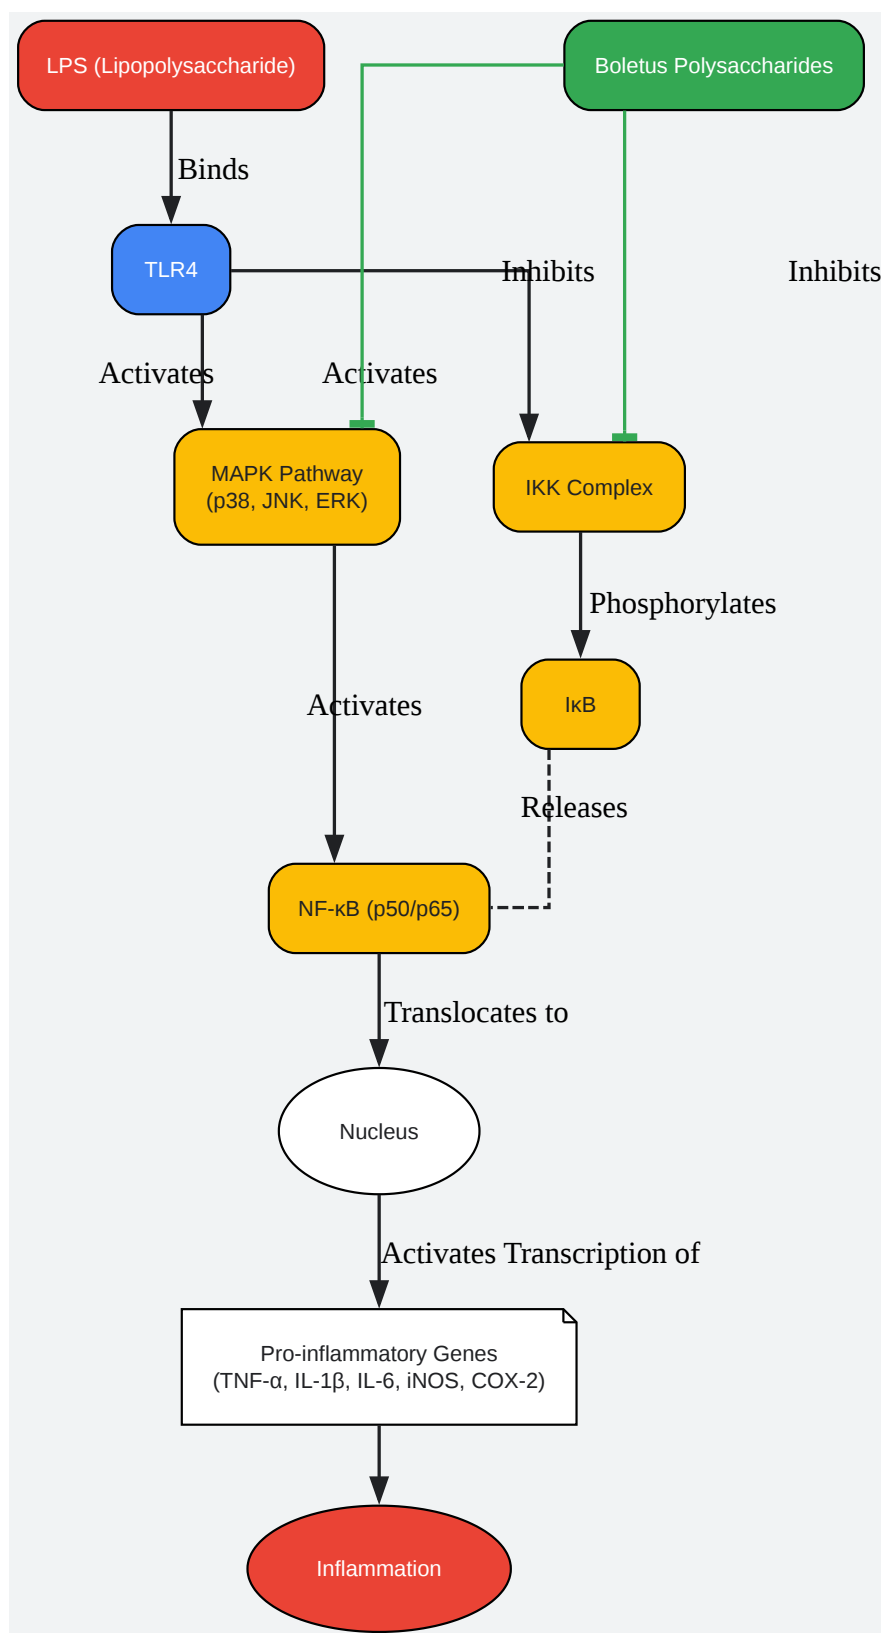 LPS (Lipopolysaccharide)
Boletus Polysaccharides
Binds
TLR4
Inhibits
Inhibits
Activates
Activates
MAPK Pathway
(p38, JNK, ERK)
IKK Complex
Phosphorylates
Activates
IκB
Releases
NF-κB (p50/p65)
Translocates to
Nucleus
Activates Transcription of
Pro-inflammatory Genes
(TNF-α, IL-1β, IL-6, iNOS, COX-2)
Inflammation